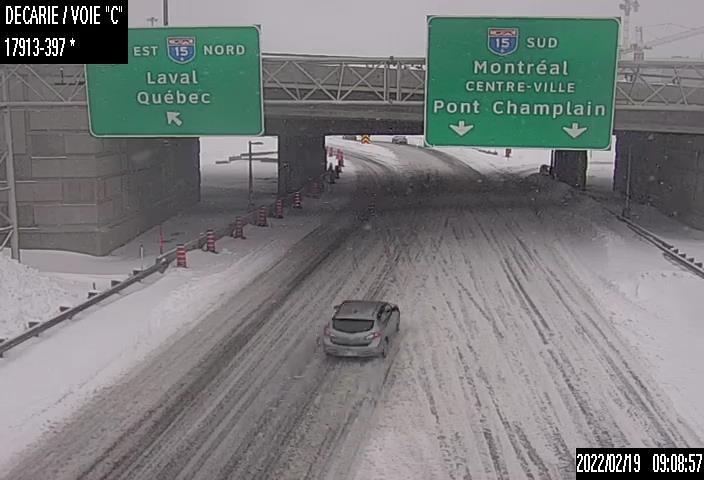 DECARIE / VOIE "C"
17913-397 *
EST 15 NORD
Laval
Québec
15 SUD
Montréal
CENTRE-VILLE
Pont Champlain
2022/02/19 09:08:57